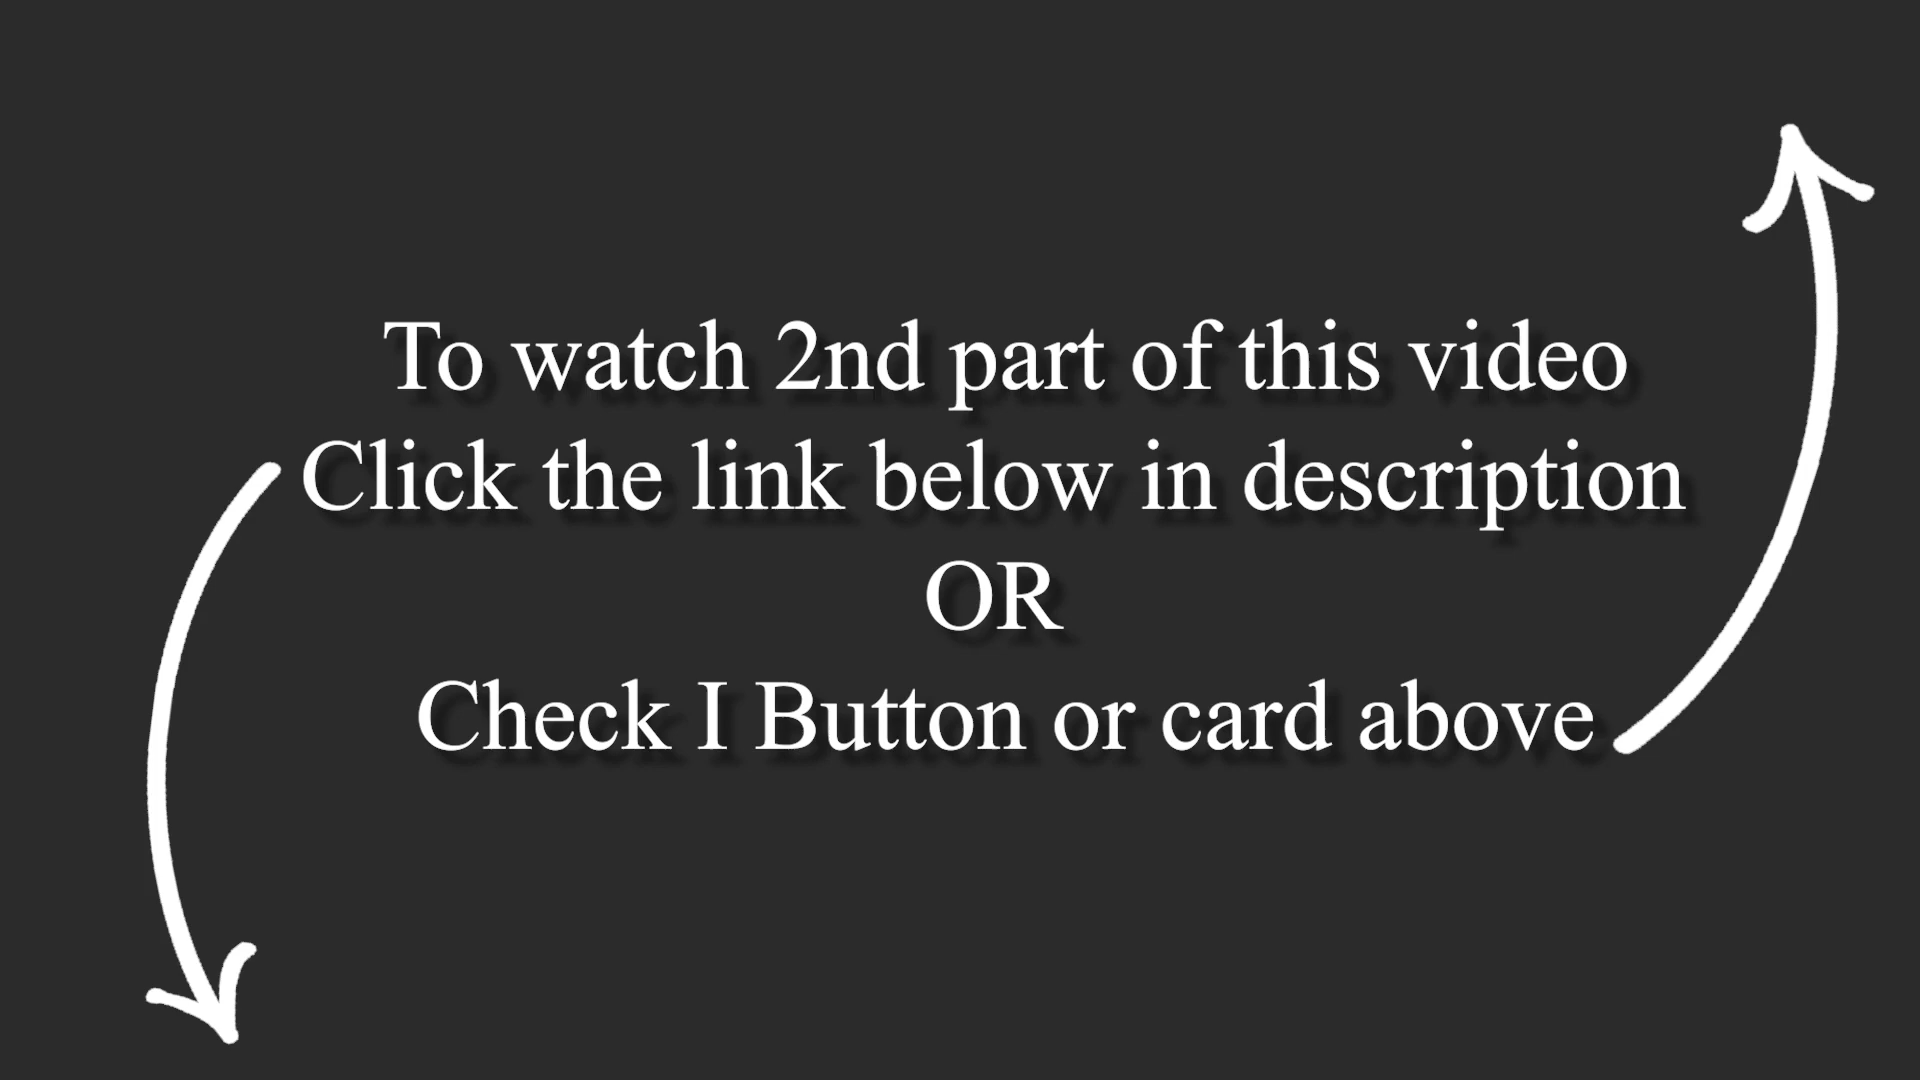 To watch 2nd part of this video
Click the link below in description
OR
Check I Button or card above